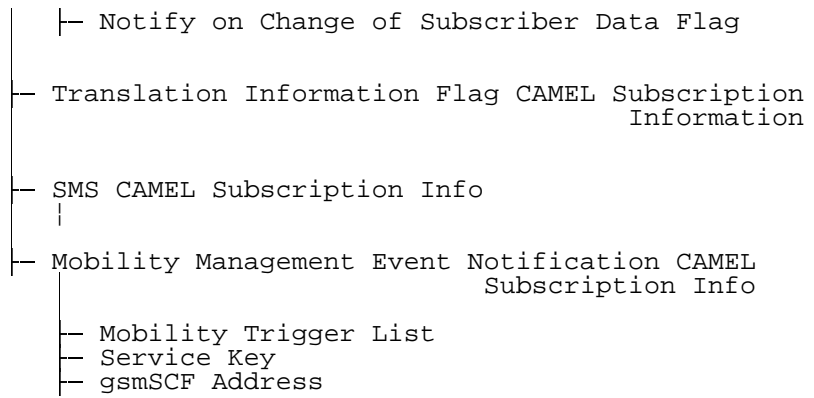 Notify on Change of Subscriber Data Flag
Translation Information Flag CAMEL Subscription
Information
SMS CAMEL Subscription Info
Mobility Management Event Notification CAMEL
Subscription Info
Mobility Trigger List
Service Key
gsmSCF Address